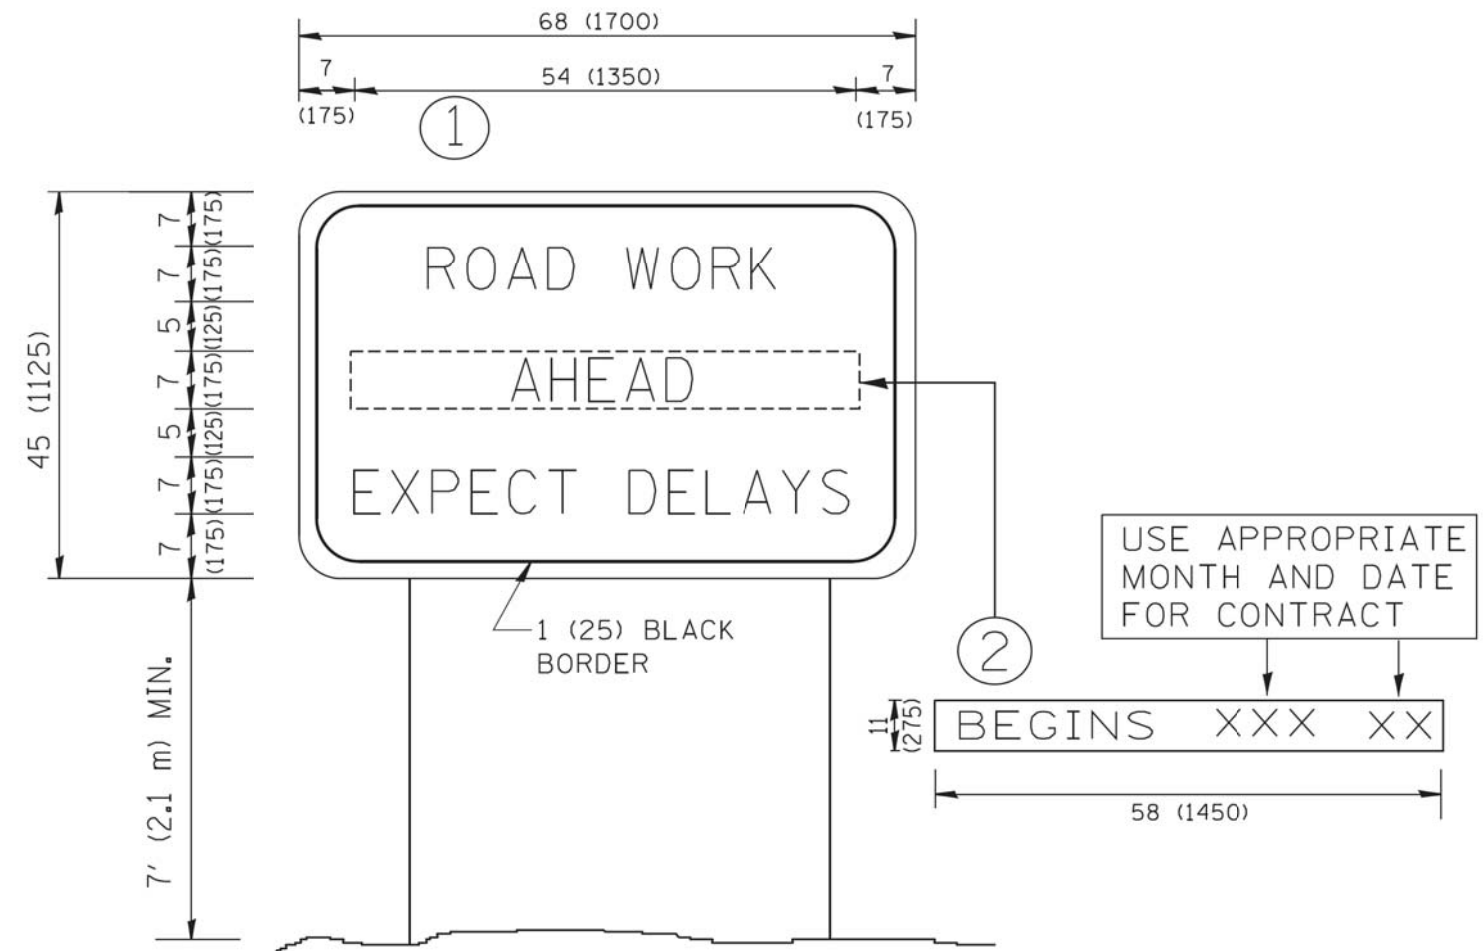 68 (1700)
7
54 (1350)
7
(175)
(175)
1
45 (1125)
7 (175)
7 (175)
5 (125)
7 (175)
5 (125)
7 (175)
7 (175)
ROAD WORK
AHEAD
EXPECT DELAYS
1 (25) BLACK
BORDER
7' (2.1 m) MIN.
USE APPROPRIATE
MONTH AND DATE
FOR CONTRACT
2
11
(275)
BEGINS XXX XX
58 (1450)